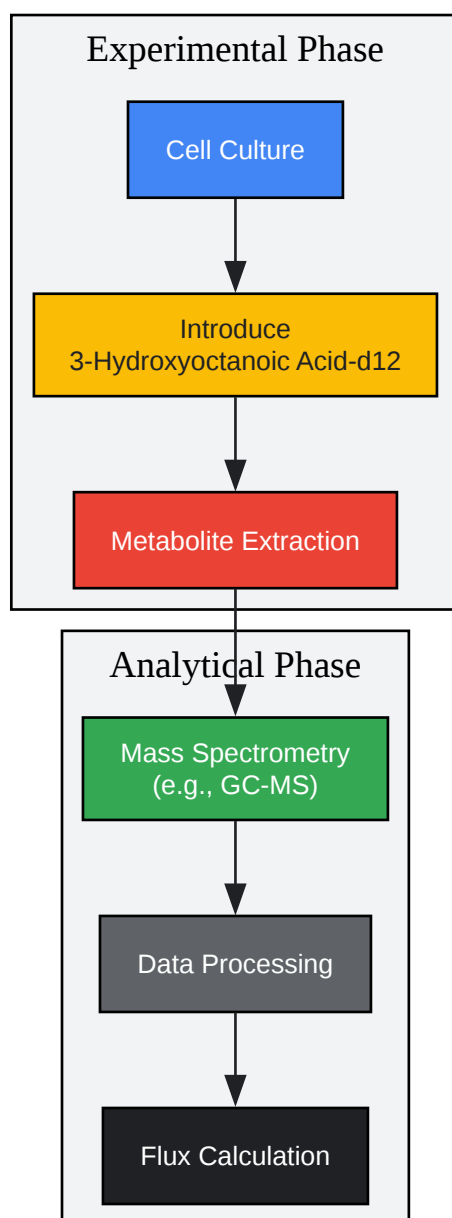 Experimental Phase
Cell Culture
Introduce
3-Hydroxyoctanoic Acid-d12
Metabolite Extraction
Analytical Phase
Mass Spectrometry
(e.g., GC-MS)
Data Processing
Flux Calculation